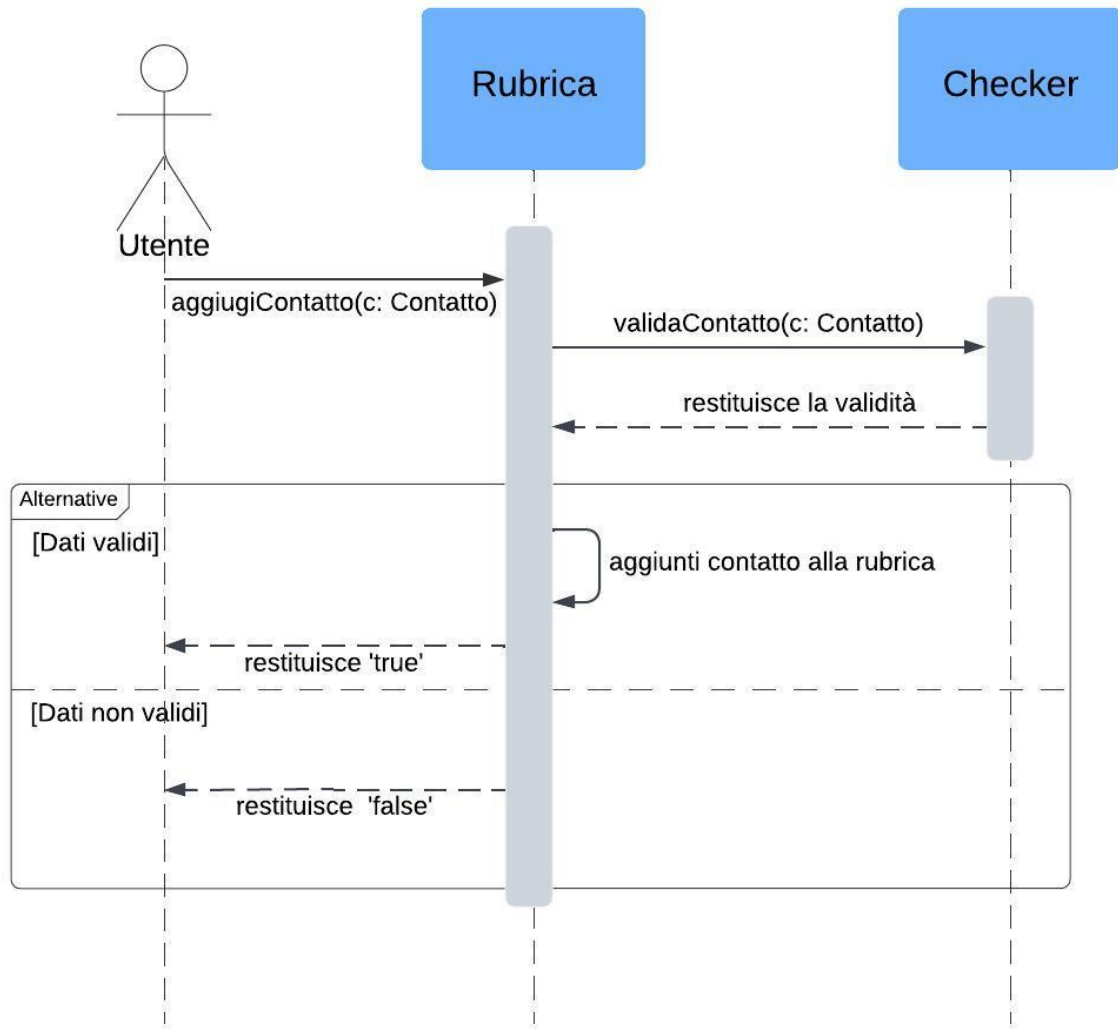 Rubrica
Checker
Utente
aggiugiContatto(c: Contatto)
validaContatto(c: Contatto)
restituisce la validità
Alternative
[Dati validi]
aggiunti contatto alla rubrica
restituisce 'true'
[Dati non validi]
restituisce 'false'